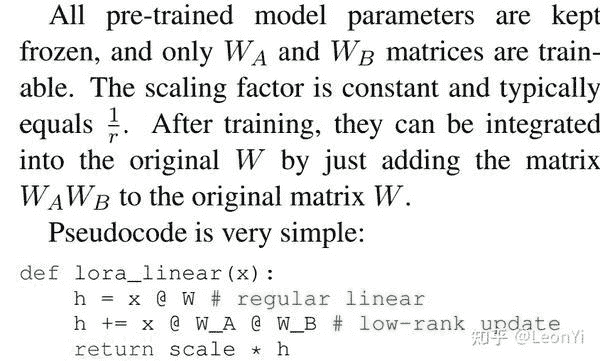 All pre-trained model parameters are kept
frozen, and only W_A and W_B matrices are train-
able. The scaling factor is constant and typically
equals 1/r. After training, they can be integrated
into the original W by just adding the matrix
W_AW_B to the original matrix W.
Pseudocode is very simple:
def lora_linear(x):
    h = x @ W # regular linear
    h += x @ W_A @ W_B # low-rank update
    return scale * h
知乎 @LeonYi